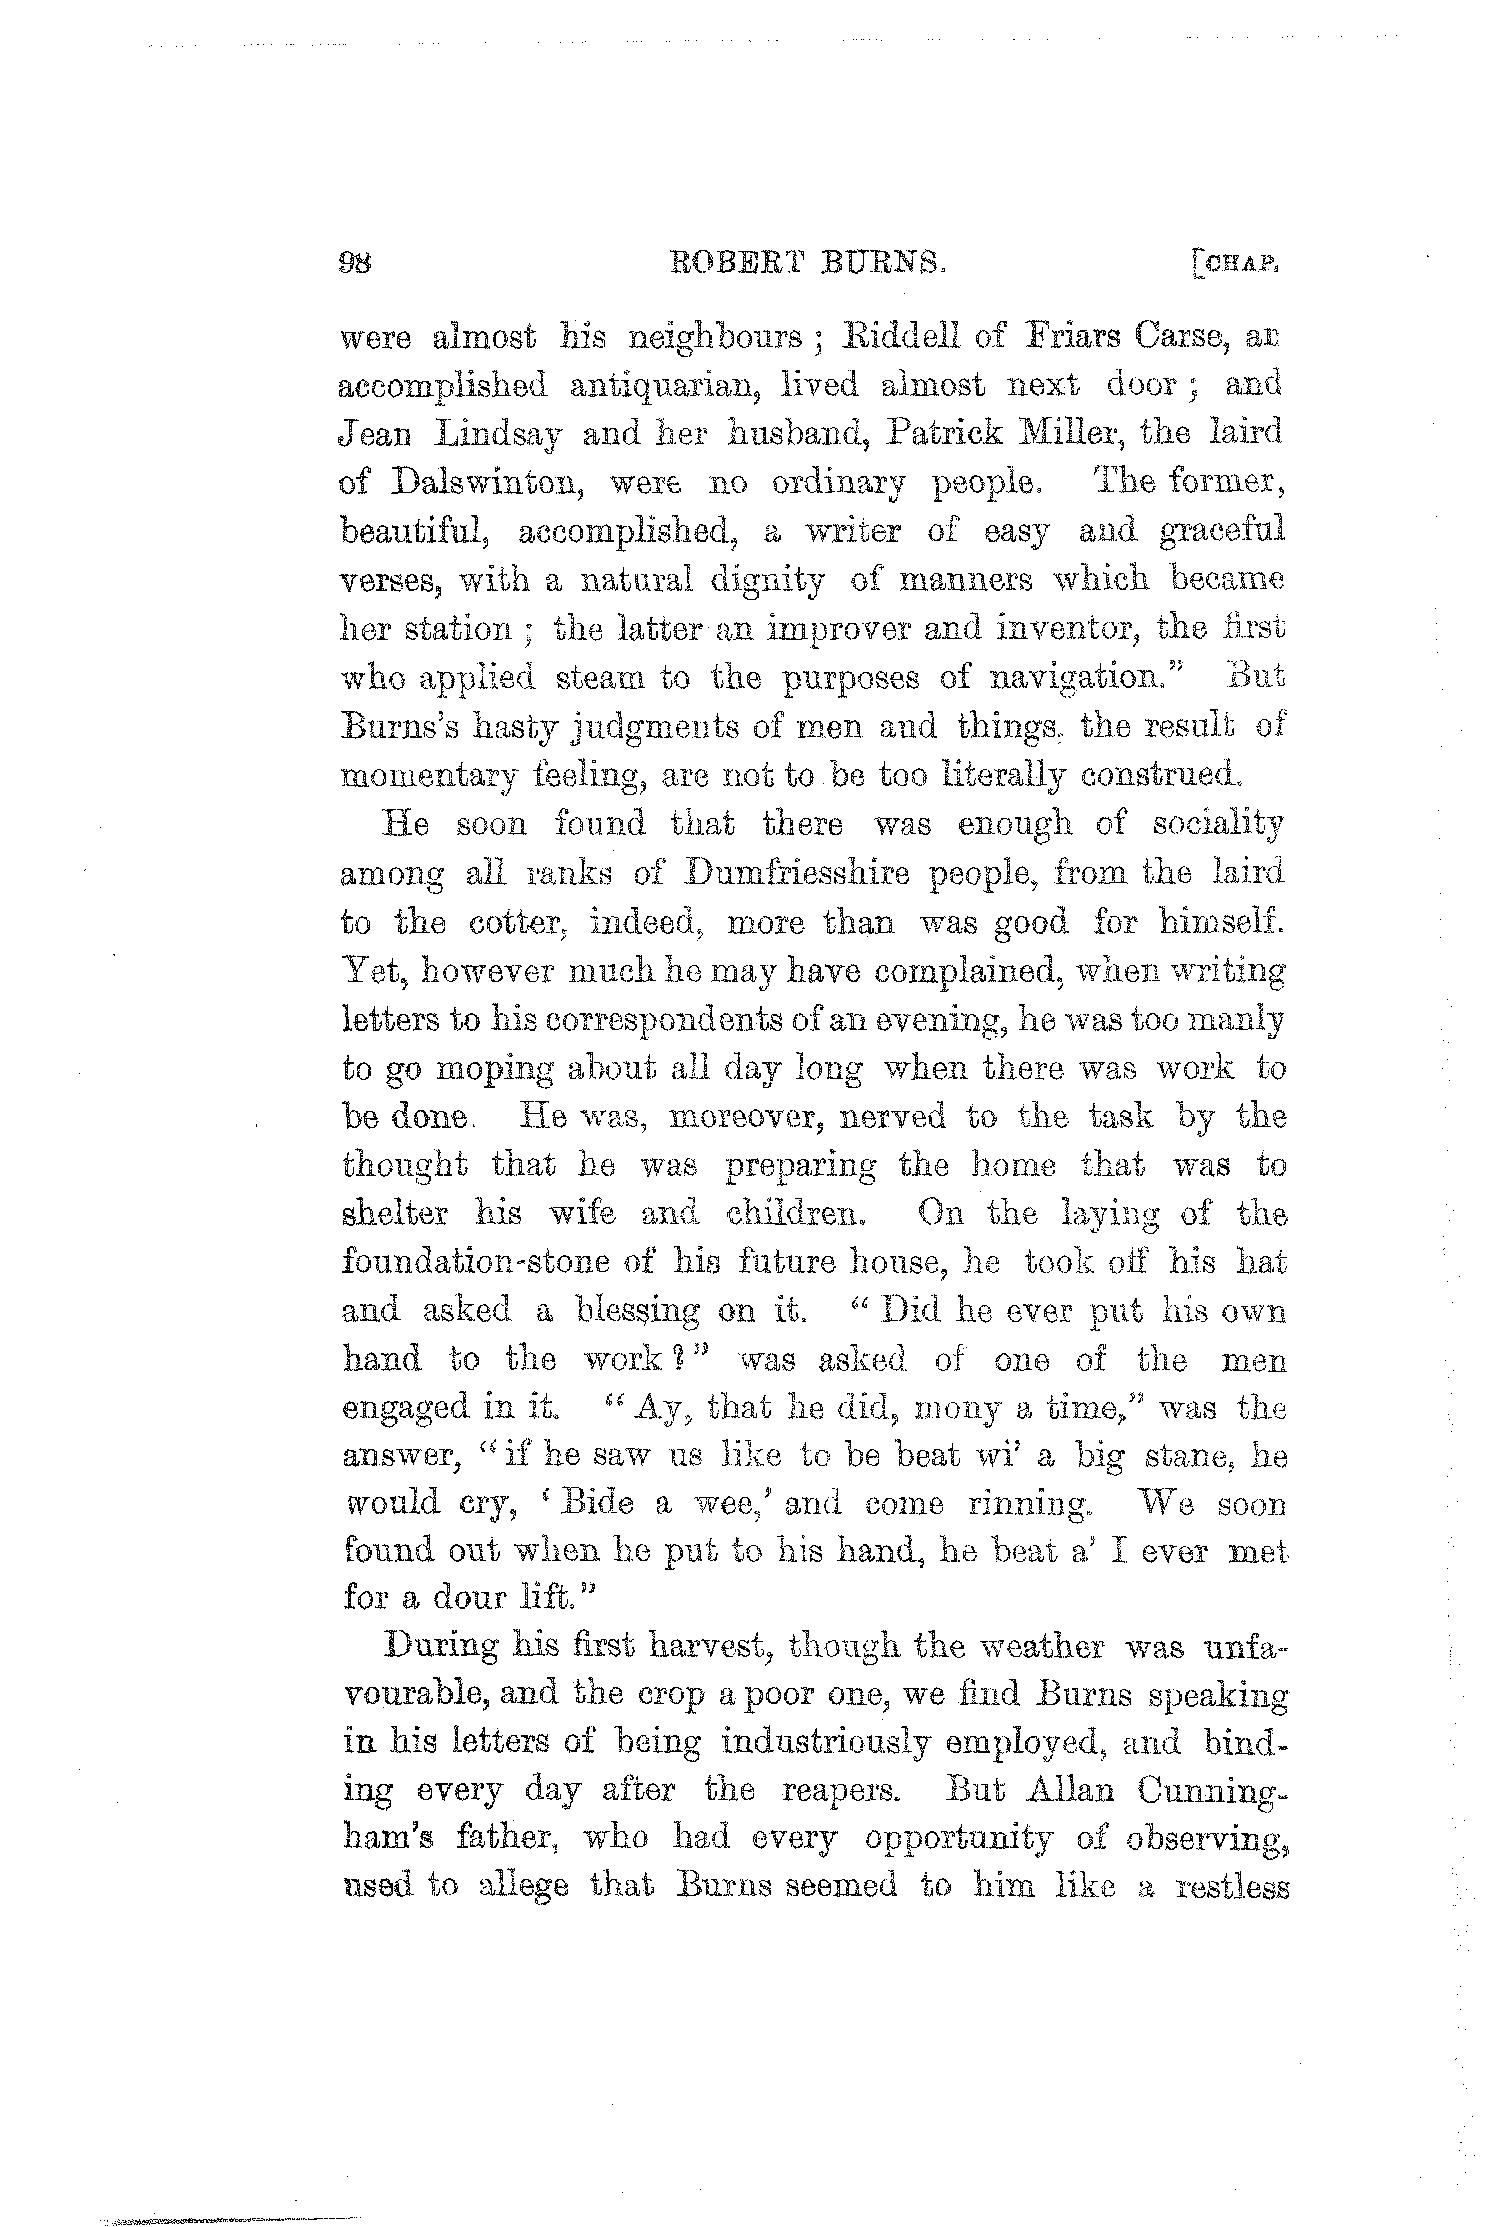 98 ROBERT BURNS. [CHAP.
were almost his neighbours ; Riddell of Friars Carse, an
accomplished antiquarian, lived almost next door ; and
Jean Lindsay and her husband, Patrick Miller, the laird
of Dalswinton, were no ordinary people. The former,
beautiful, accomplished, a writer of easy and graceful
verses, with a natural dignity of manners which became
her station ; the latter an improver and inventor, the first
who applied steam to the purposes of navigation.” But
Burns's hasty judgments of men and things, the result of
momentary feeling, are not to be too literally construed.
He soon found that there was enough of sociality
among all ranks of Dumfriesshire people, from the laird
to the cotter, indeed, more than was good for himself.
Yet, however much he may have complained, when writing
letters to his correspondents of an evening, he was too manly
to go moping about all day long when there was work to
be done. He was, moreover, nerved to the task by the
thought that he was preparing the home that was to
shelter his wife and children. On the laying of the
foundation-stone of his future house, he took off his hat
and asked a blessing on it. “ Did he ever put his own
hand to the work ? ” was asked of one of the men
engaged in it. “ Ay, that he did, mony a time,” was the
answer, “ if he saw us like to be beat wi' a big stane, he
would cry, ‘ Bide a wee,’ and come rinning. We soon
found out when he put to his hand, he beat a' I ever met
for a dour lift.”
During his first harvest, though the weather was unfa-
vourable, and the crop a poor one, we find Burns speaking
in his letters of being industriously employed, and bind-
ing every day after the reapers. But Allan Cunning-
ham's father, who had every opportunity of observing,
used to allege that Burns seemed to him like a restless